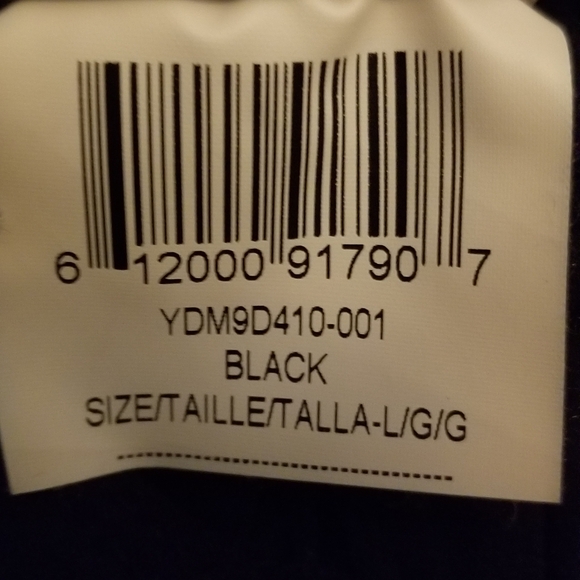 6 12000 91790 7
YDM9D410-001
BLACK
SIZE/TAILLE/TALLA-L/G/G